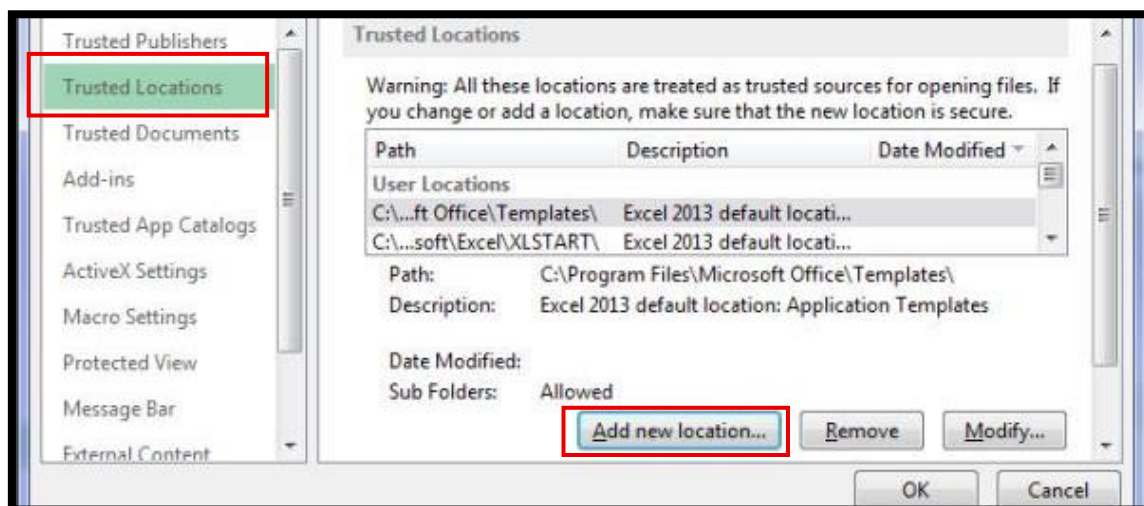 Trusted Publishers
Trusted Locations
Trusted Documents
Add-ins
Trusted App Catalogs
ActiveX Settings
Macro Settings
Protected View
Message Bar
External Content
Trusted Locations
Warning: All these locations are treated as trusted sources for opening files. If
you change or add a location, make sure that the new location is secure.
Path Description Date Modified
User Locations
C:\...ft Office\Templates\ Excel 2013 default locati...
C:\...soft\Excel\XLSTART\ Excel 2013 default locati...
Path: C:\Program Files\Microsoft Office\Templates\
Description: Excel 2013 default location: Application Templates
Date Modified:
Sub Folders: Allowed
Add new location... Remove Modify...
OK Cancel